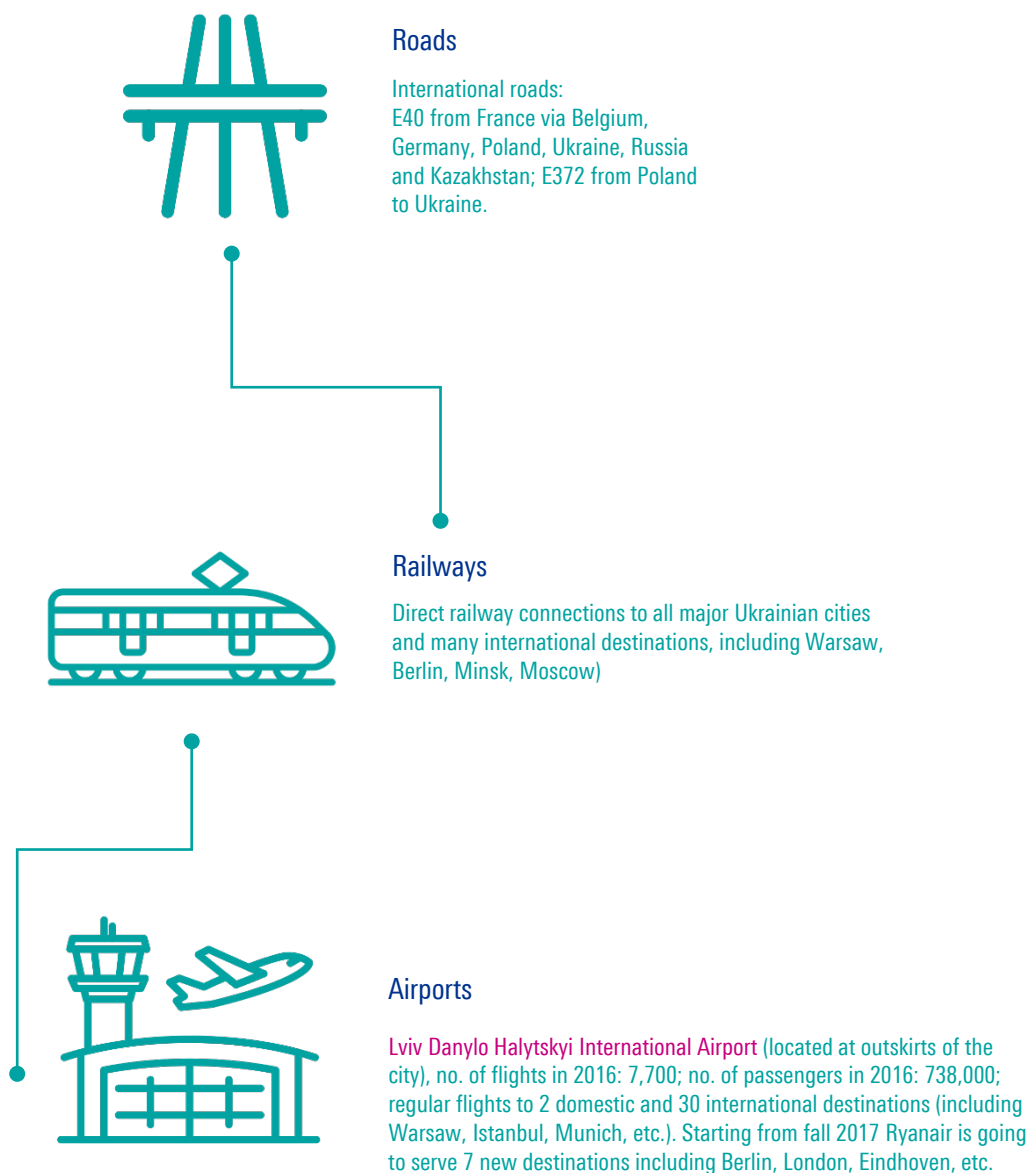 Roads
International roads:
E40 from France via Belgium,
Germany, Poland, Ukraine, Russia
and Kazakhstan; E372 from Poland
to Ukraine.
Railways
Direct railway connections to all major Ukrainian cities
and many international destinations, including Warsaw,
Berlin, Minsk, Moscow)
Airports
Lviv Danylo Halytskyi International Airport (located at outskirts of the
city), no. of flights in 2016: 7,700; no. of passengers in 2016: 738,000;
regular flights to 2 domestic and 30 international destinations (including
Warsaw, Istanbul, Munich, etc.). Starting from fall 2017 Ryanair is going
to serve 7 new destinations including Berlin, London, Eindhoven, etc.